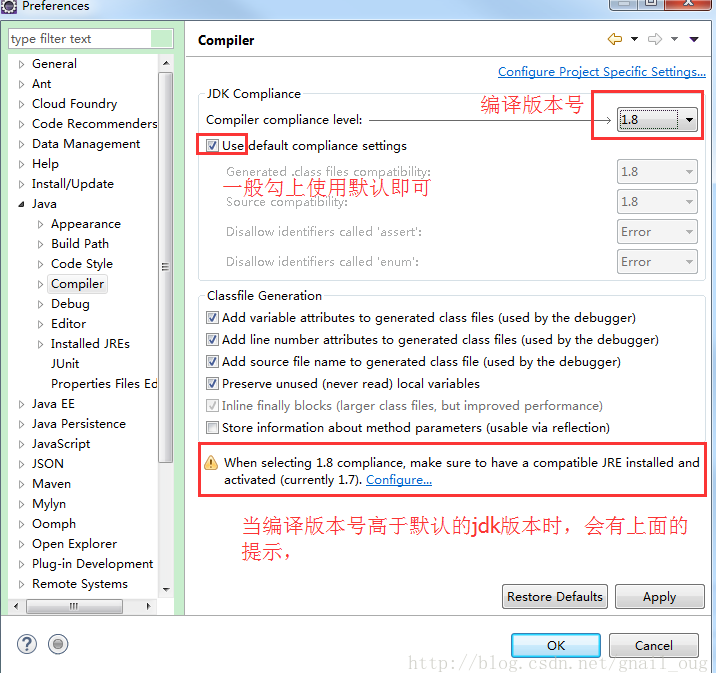 Preferences
type filter text
General
Ant
Cloud Foundry
Code Recommenders
Data Management
Help
Install/Update
Java
Appearance
Build Path
Code Style
Compiler
Debug
Editor
Installed JREs
JUnit
Properties Files Ed
Java EE
Java Persistence
JavaScript
JSON
Maven
Mylyn
Oomph
Open Explorer
Plug-in Development
Remote Systems
Compiler
Configure Project Specific Settings...
JDK Compliance
编译版本号
Compiler compliance level: 1.8
Use default compliance settings
Generated .class files compatibility: 1.8
一般勾上使用默认即可
Source compatibility: 1.8
Disallow identifiers called 'assert': Error
Disallow identifiers called 'enum': Error
Classfile Generation
Add variable attributes to generated class files (used by the debugger)
Add line number attributes to generated class files (used by the debugger)
Add source file name to generated class file (used by the debugger)
Preserve unused (never read) local variables
Inline finally blocks (larger class files, but improved performance)
Store information about method parameters (usable via reflection)
When selecting 1.8 compliance, make sure to have a compatible JRE installed and
activated (currently 1.7). Configure...
当编译版本号高于默认的jdk版本时，会有上面的
提示，
Restore Defaults Apply
OK Cancel
http://blog.csdn.net/gnail_oug